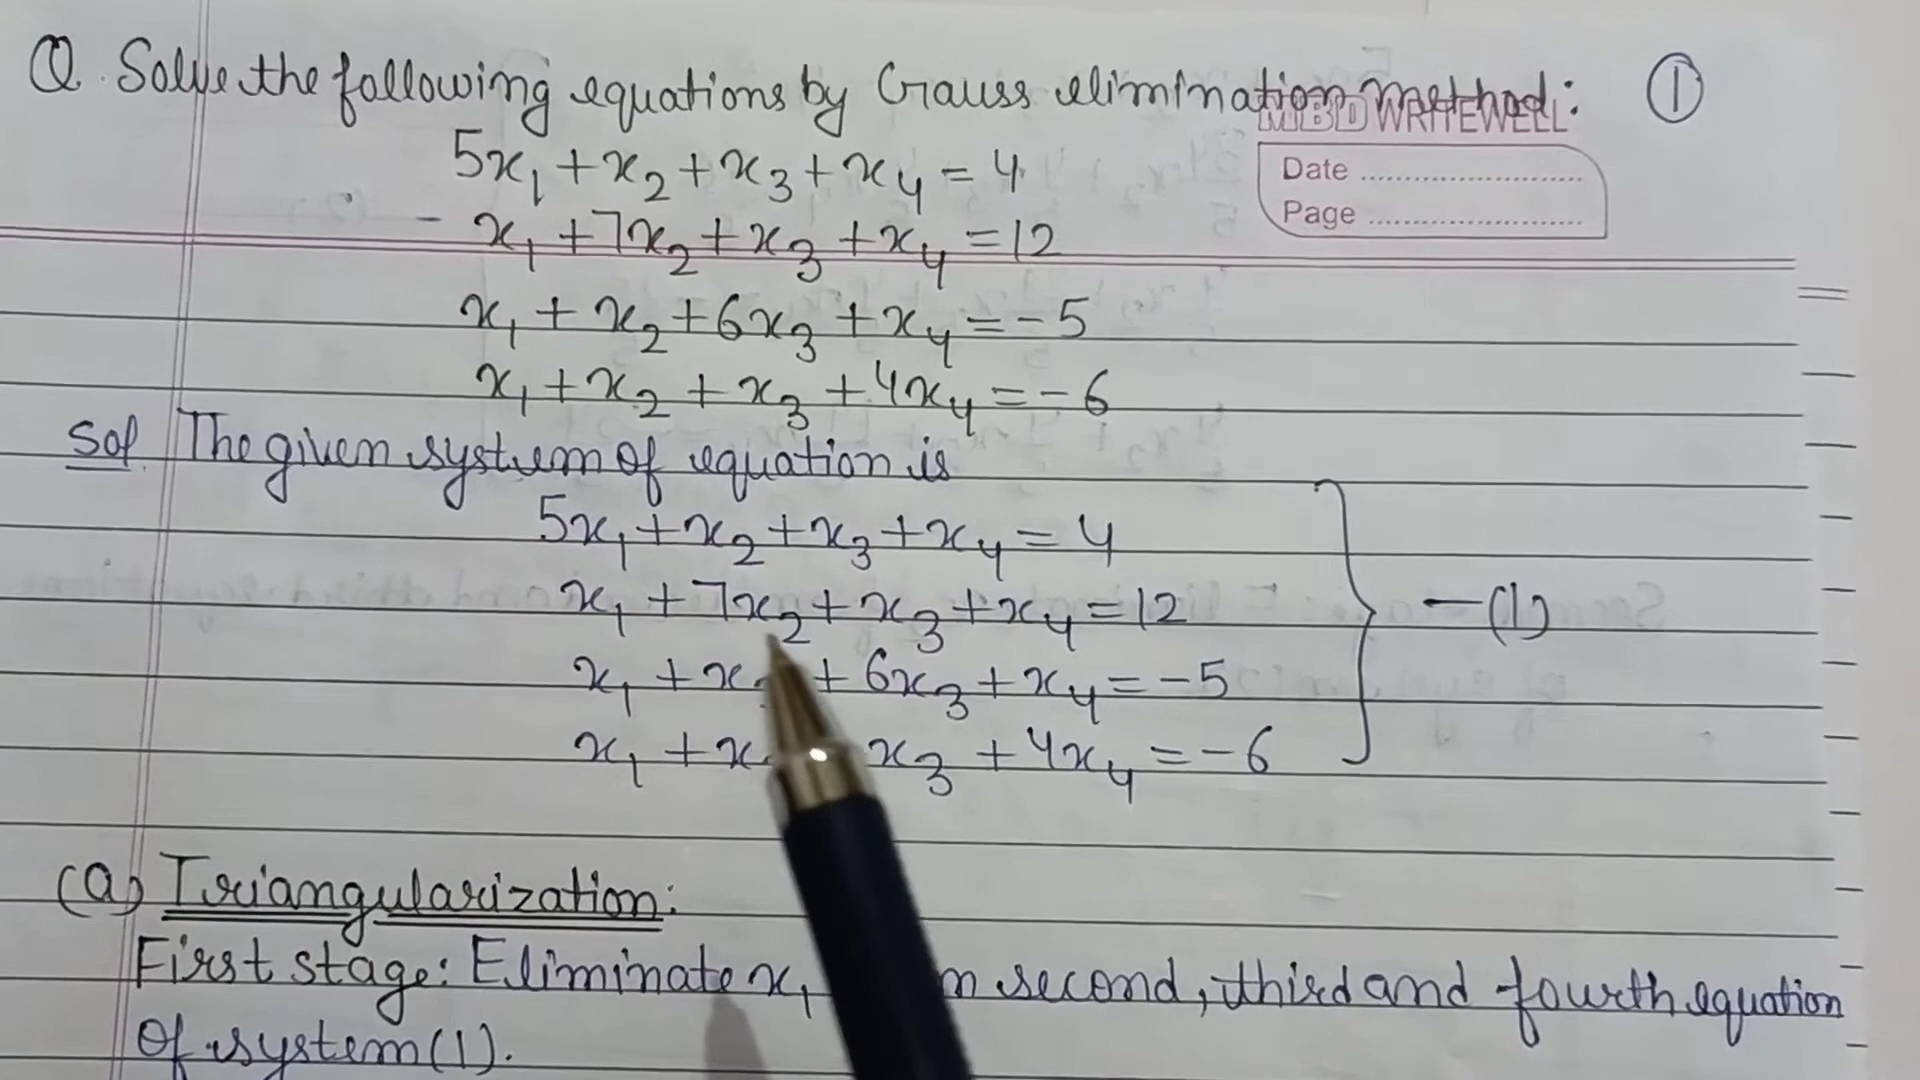 Q. Solve the following equations by Gauss elimination method: ①
MBD WRITEWELL
Date ..........................
Page ..........................
5x₁ + x₂ + x₃ + x₄ = 4
x₁ + 7x₂ + x₃ + x₄ = 12
x₁ + x₂ + 6x₃ + x₄ = -5
x₁ + x₂ + x₃ + 4x₄ = -6
Sol. The given system of equation is
5x₁ + x₂ + x₃ + x₄ = 4
x₁ + 7x₂ + x₃ + x₄ = 12 — (1)
x₁ + x₂ + 6x₃ + x₄ = -5
x₁ + x x₃ + 4x₄ = -6
(a) Triangularization:
First stage: Eliminate x₁ m second, third and fourth equation
of system (1).